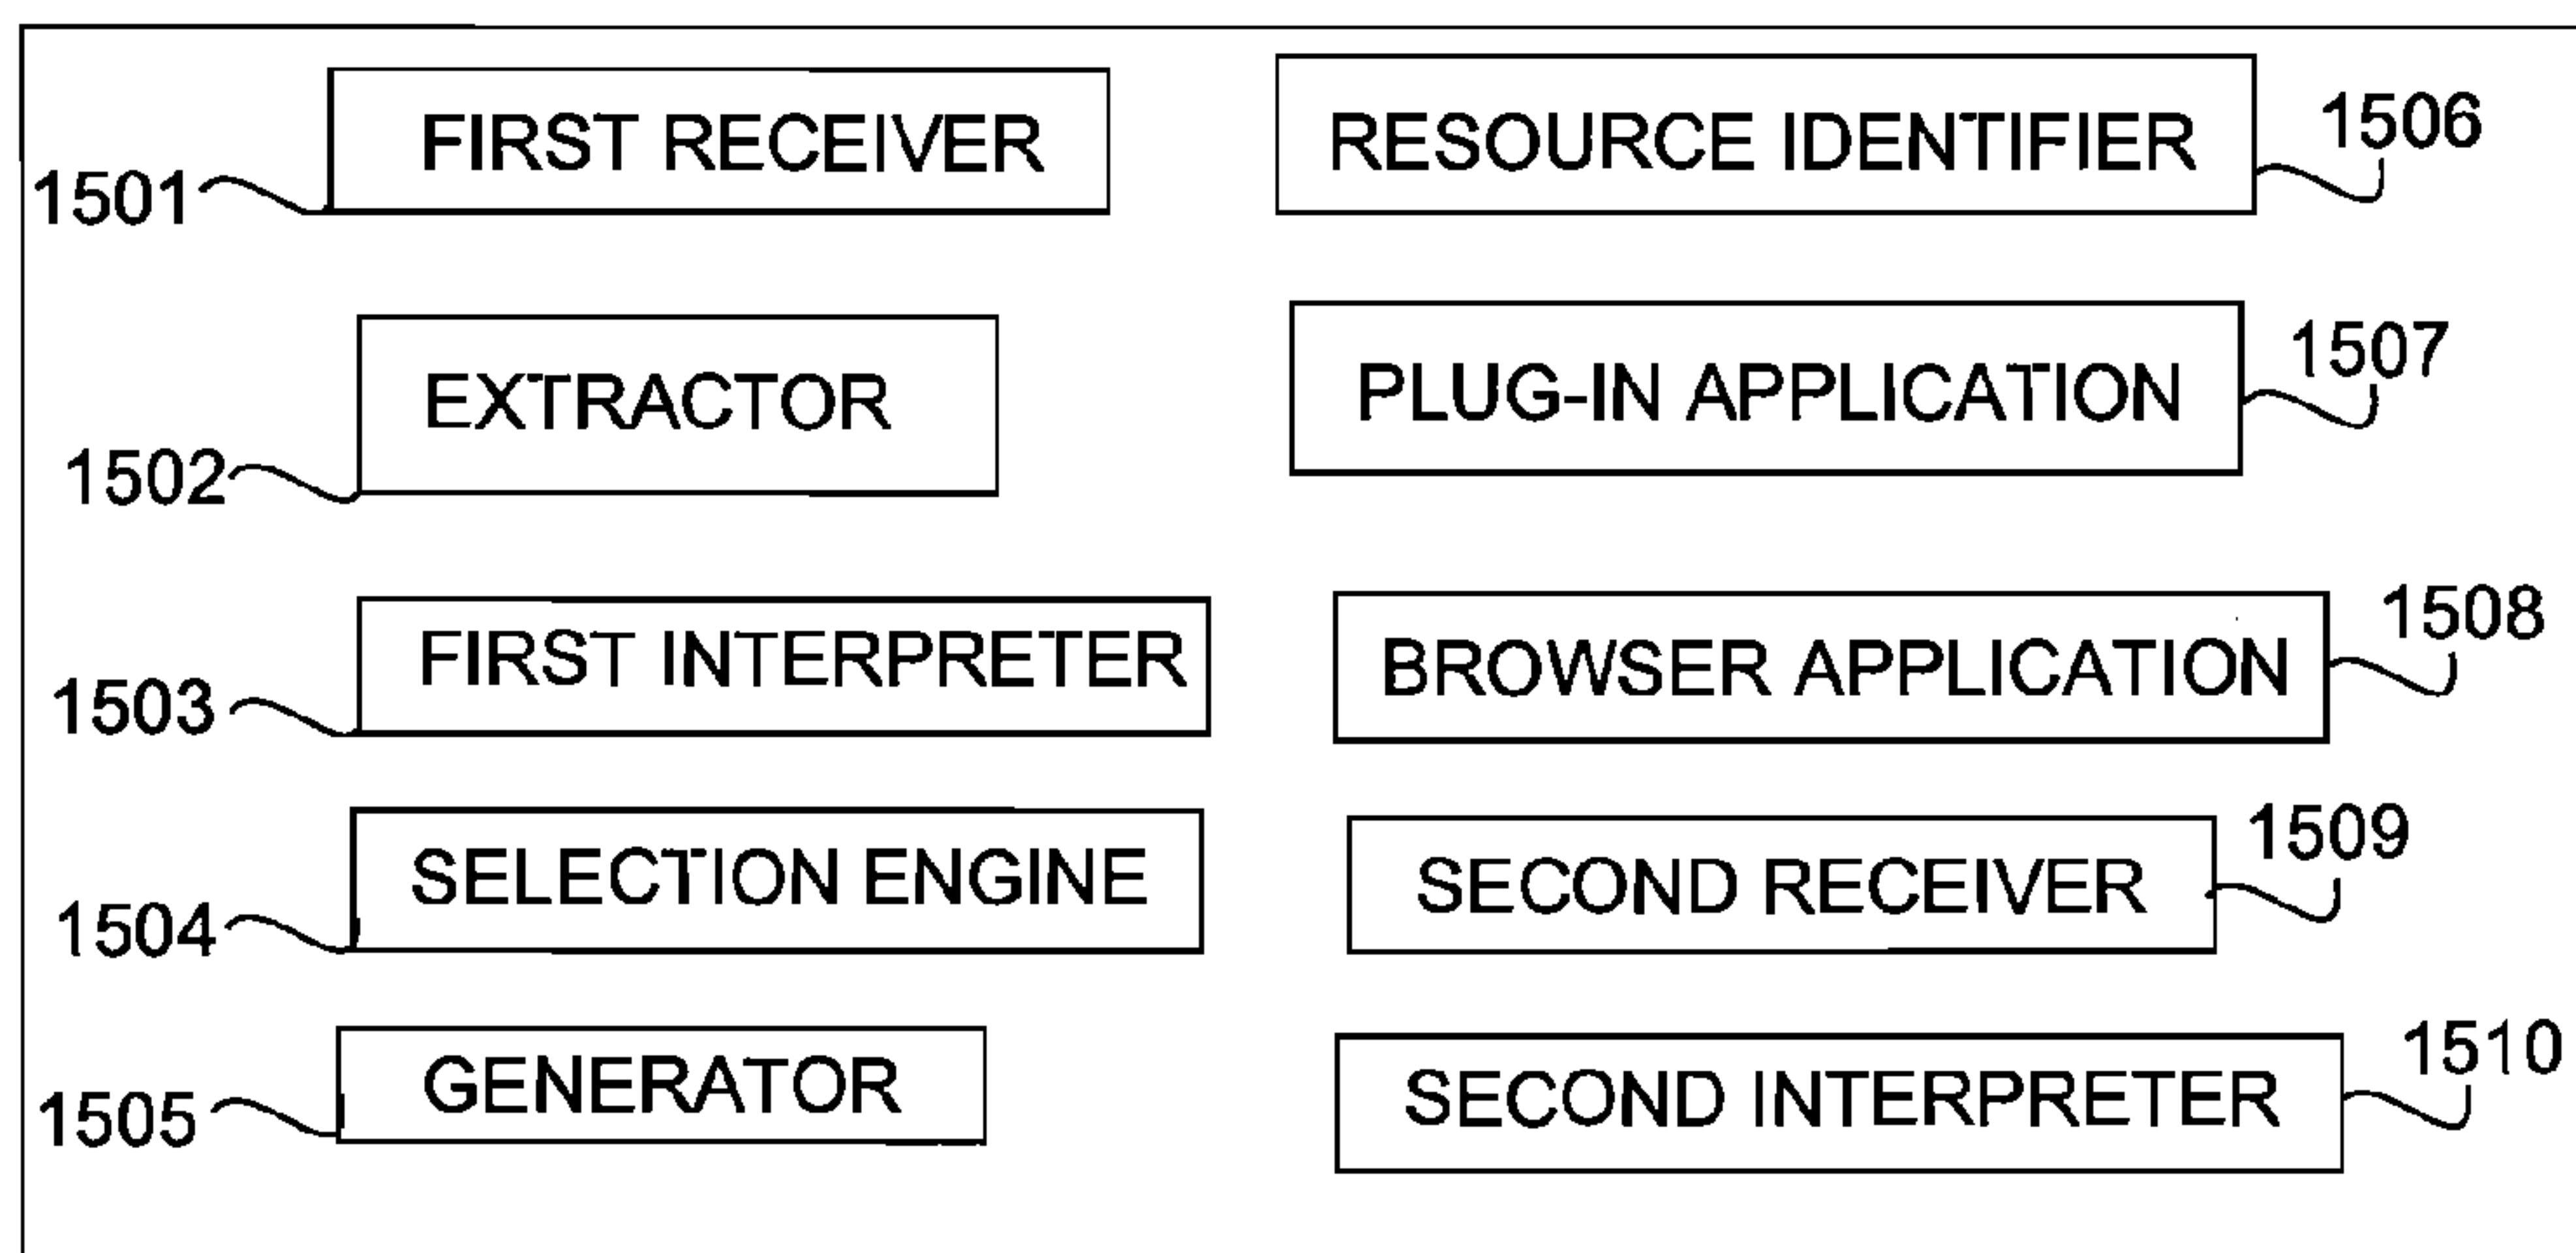 FIRST RECEIVER
1501
EXTRACTOR
1502
FIRST INTERPRETER
1503
SELECTION ENGINE
1504
GENERATOR
1505
RESOURCE IDENTIFIER
1506
PLUG-IN APPLICATION
1507
BROWSER APPLICATION
1508
SECOND RECEIVER
1509
SECOND INTERPRETER
1510